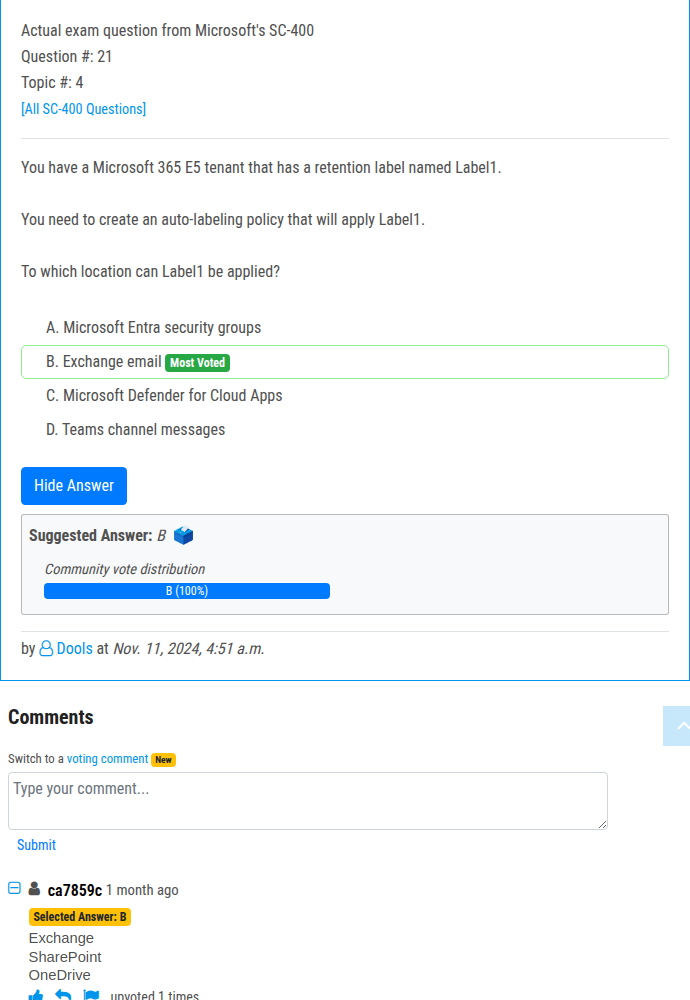 Actual exam question from Microsoft's SC-400
Question #: 21
Topic #: 4
[All SC-400 Questions]
You have a Microsoft 365 E5 tenant that has a retention label named Label1.
You need to create an auto-labeling policy that will apply Label1.
To which location can Label1 be applied?
A. Microsoft Entra security groups
B. Exchange email Most Voted
C. Microsoft Defender for Cloud Apps
D. Teams channel messages
Hide Answer
Suggested Answer: B
Community vote distribution
B (100%)
by Dools at Nov. 11, 2024, 4:51 a.m.
Comments
Switch to a voting comment New
Type your comment...
Submit
ca7859c 1 month ago
Selected Answer: B
Exchange
SharePoint
OneDrive
upvoted 1 times